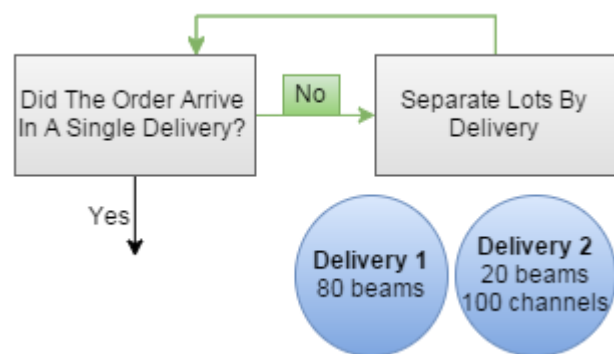 Did The Order Arrive
In A Single Delivery?
No
Separate Lots By
Delivery
Yes
Delivery 1
80 beams
Delivery 2
20 beams
100 channels